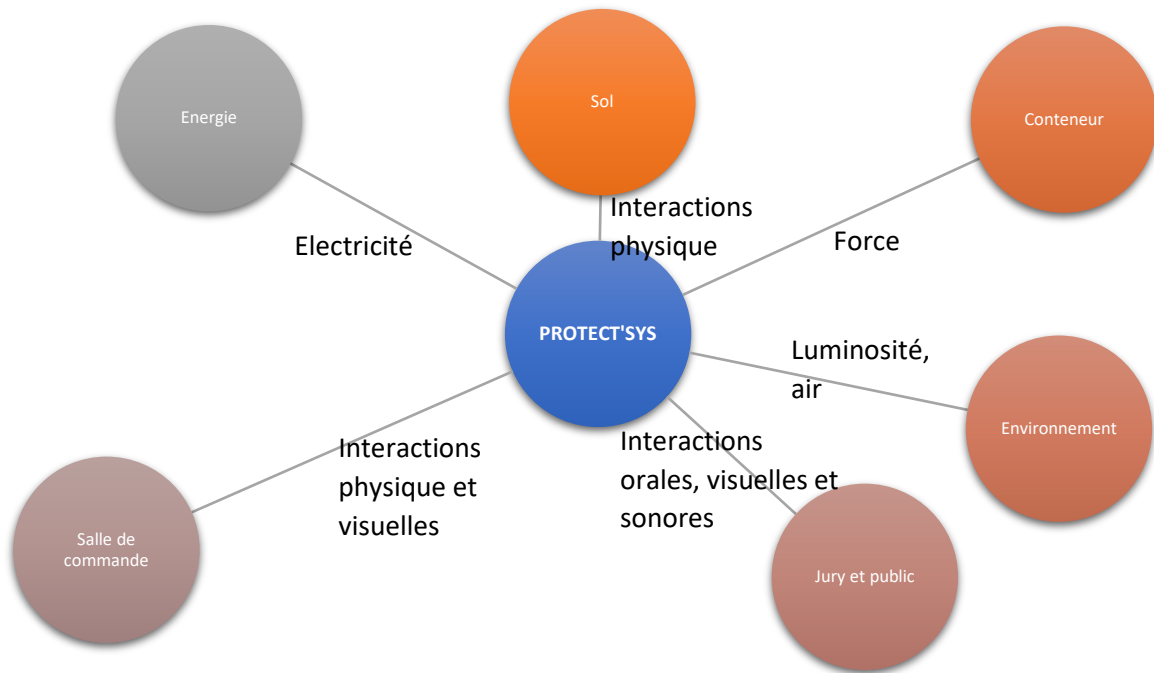 Energie
Sol
Conteneur
Interactions
physique
Electricité
Force
PROTECT'SYS
Luminosité,
air
Environnement
Interactions
physique et
visuelles
Interactions
orales, visuelles et
sonores
Salle de
commande
Jury et public